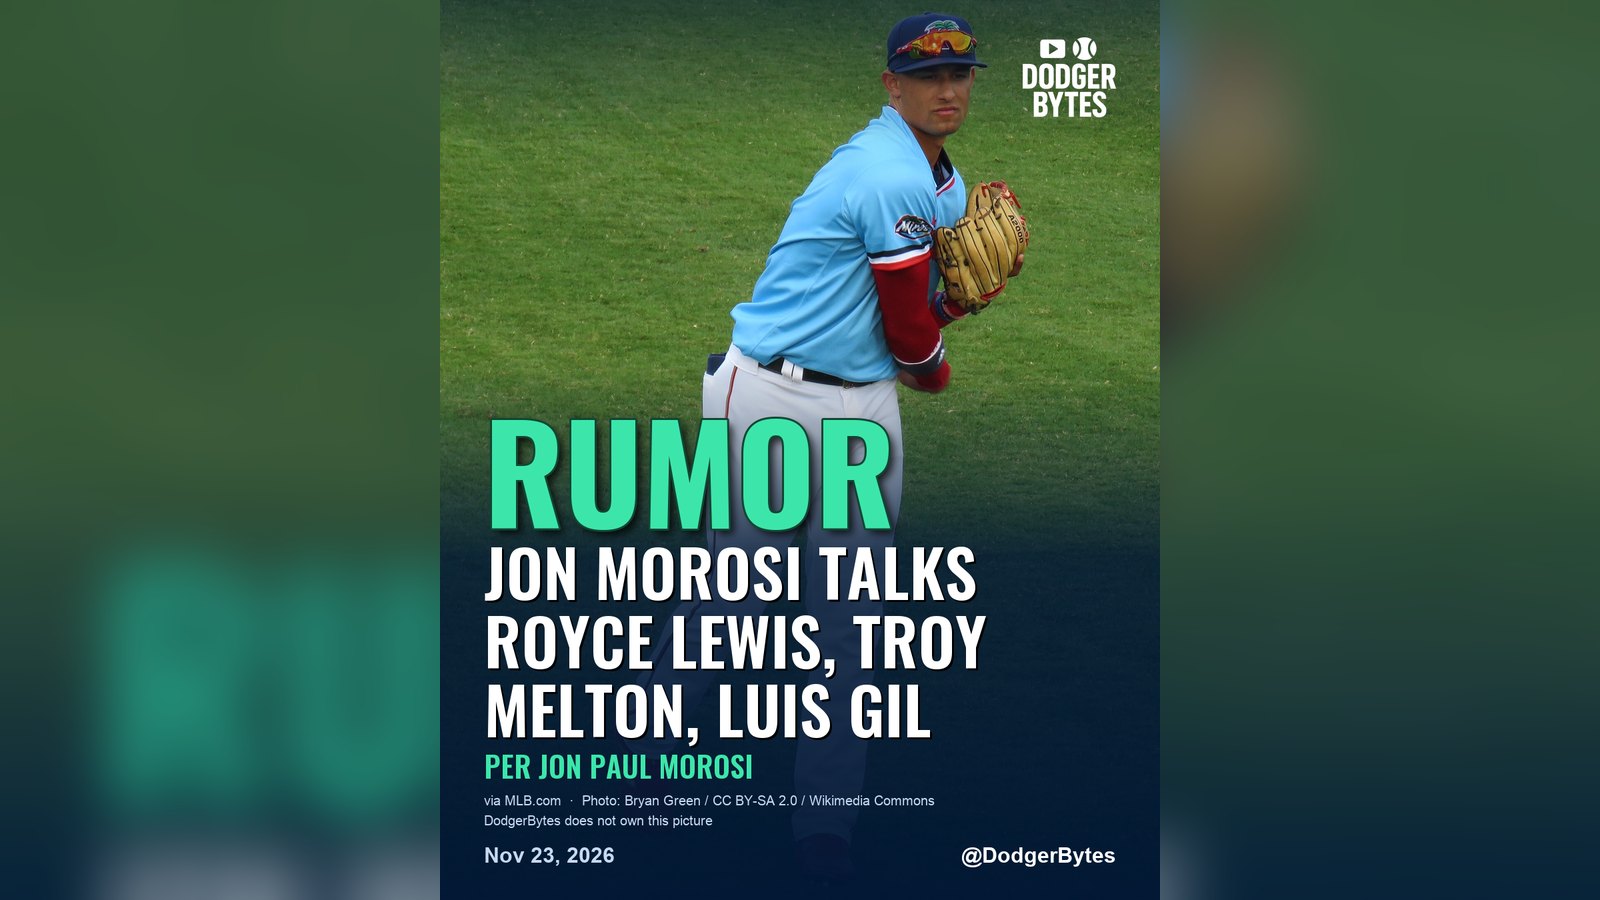 DODGER
BYTES
RUMOR
JON MOROSI TALKS
ROYCE LEWIS, TROY
MELTON, LUIS GIL
PER JON PAUL MOROSI
via MLB.com · Photo: Bryan Green / CC BY-SA 2.0 / Wikimedia Commons
DodgerBytes does not own this picture
Nov 23, 2026
@DodgerBytes